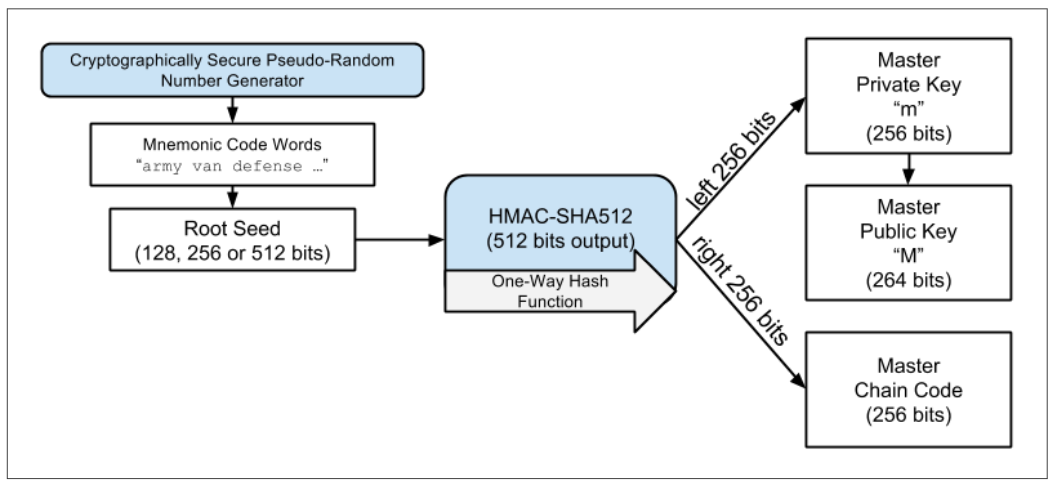 Cryptographically Secure Pseudo-Random
Number Generator
Mnemonic Code Words
“army van defense …”
Root Seed
(128, 256 or 512 bits)
HMAC-SHA512
(512 bits output)
One-Way Hash
Function
left 256 bits
right 256 bits
Master
Private Key
“m”
(256 bits)
Master
Public Key
“M”
(264 bits)
Master
Chain Code
(256 bits)